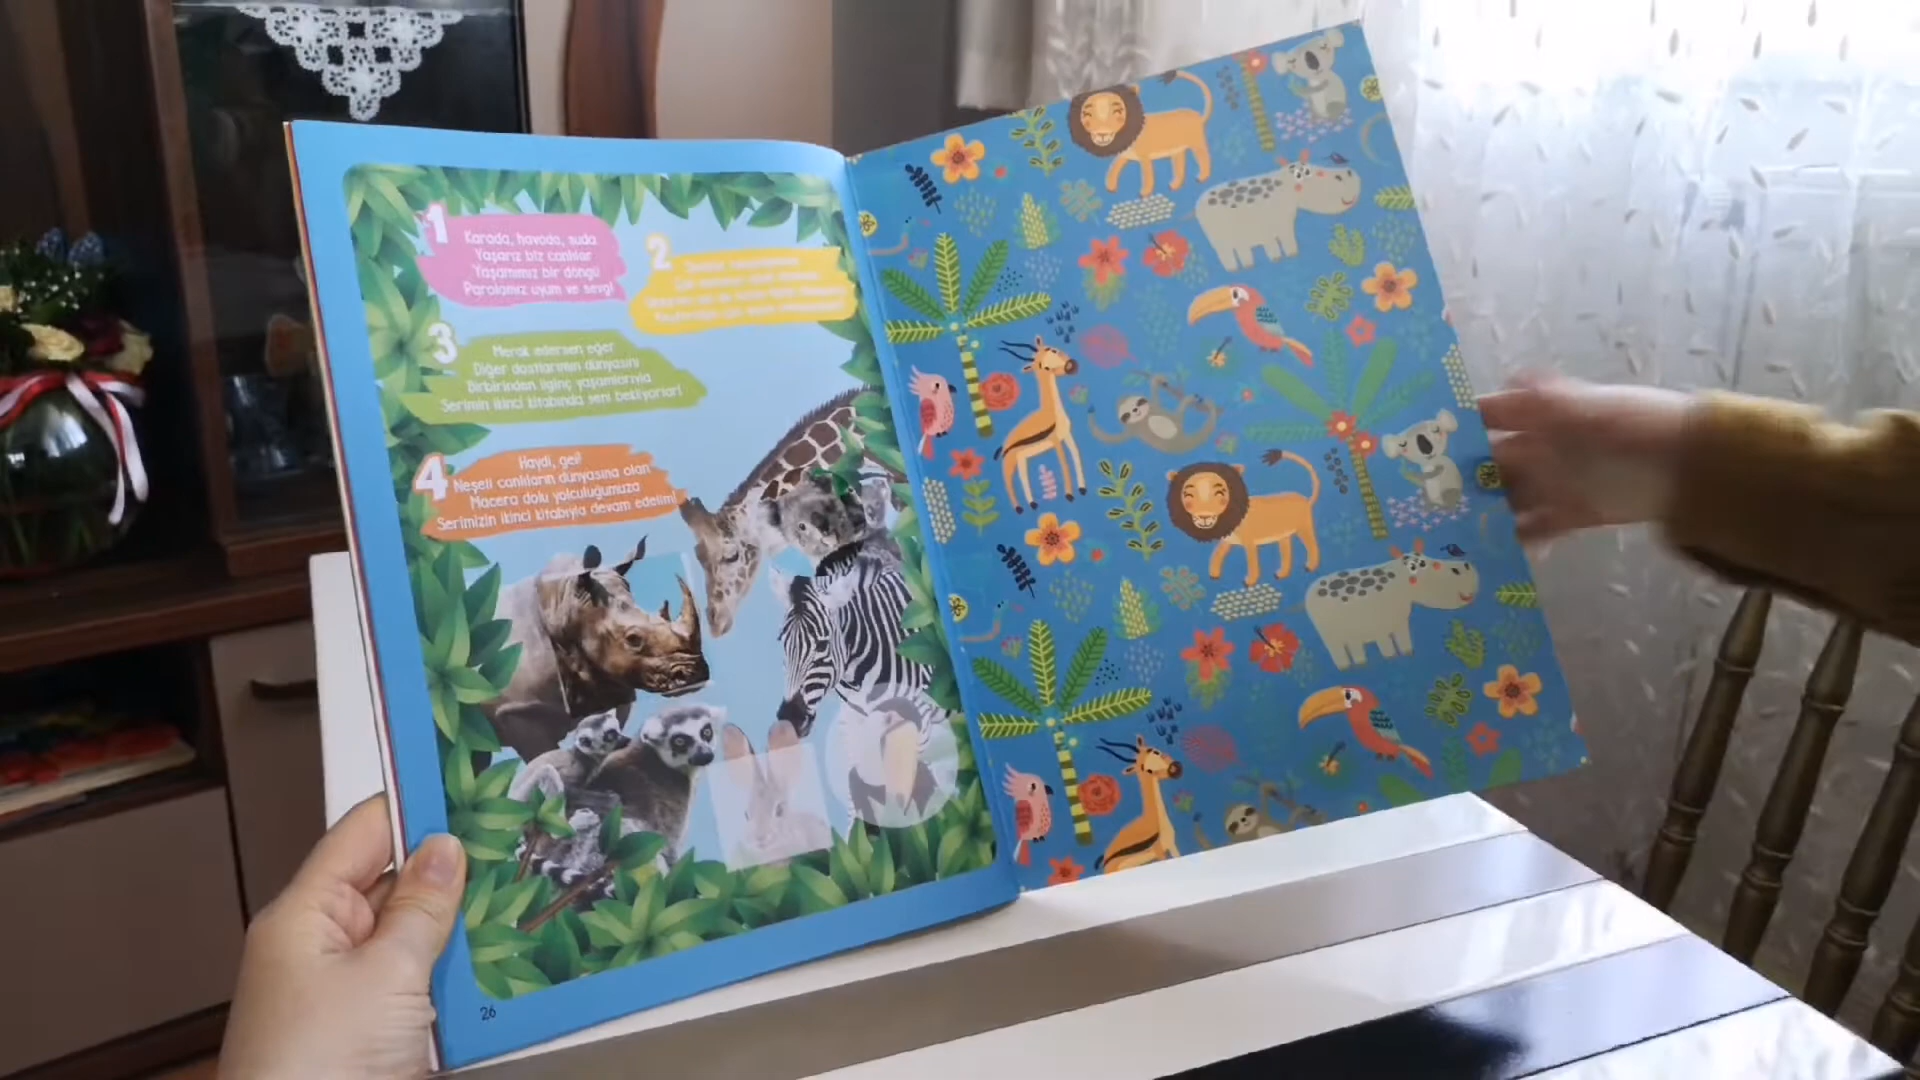 1
Karada, havada, suda
Yaşarız biz canlılar
Yaşamımız bir döngü
Parolamız uyum ve sevgi
2
3
Merak edersen eğer
Diğer dostlarımın dünyasını
Birbirinden ilginç yaşamlarıyla
Serimin ikinci kitabında seni bekliyorlar!
4
Haydi, gel!
Neşeli canlıların dünyasına olan
Macera dolu yolculuğumuza
Serimizin ikinci kitabıyla devam edelim!
26